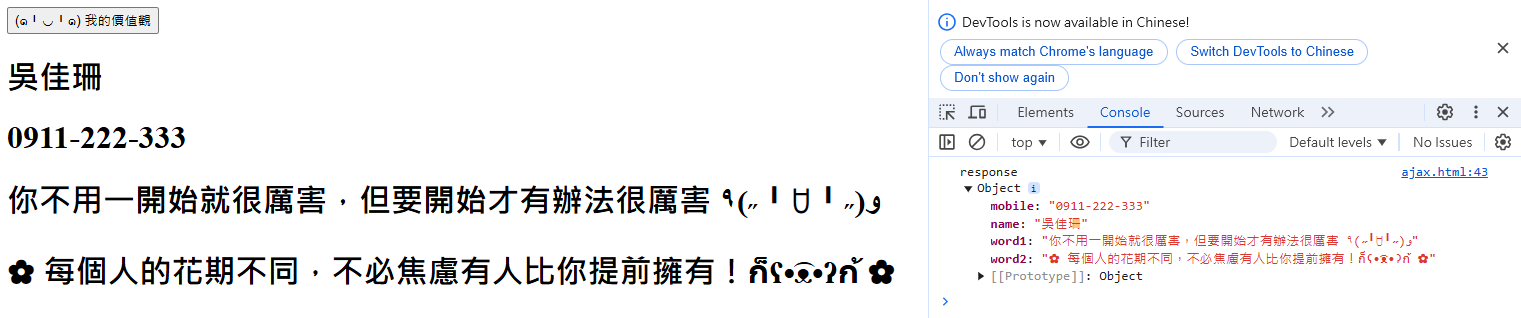 (๑╹◡╹๑) 我的價值觀
吳佳珊
0911-222-333
你不用一開始就很厲害，但要開始才有辦法很厲害 ٩(˶╹ꇴ╹˶)و
✿ 每個人的花期不同，不必焦慮有人比你提前擁有！ก็ʕ•͡ᴥ•ʔก้ ✿
DevTools is now available in Chinese!
Always match Chrome's language Switch DevTools to Chinese
Don't show again
Elements Console Sources Network
top Filter Default levels No Issues
response ajax.html:43
Object
mobile: "0911-222-333"
name: "吳佳珊"
word1: "你不用一開始就很厲害，但要開始才有辦法很厲害 ٩(˶╹ꇴ╹˶)و"
word2: "✿ 每個人的花期不同，不必焦慮有人比你提前擁有！ก็ʕ•͡ᴥ•ʔก้ ✿"
[[Prototype]]: Object